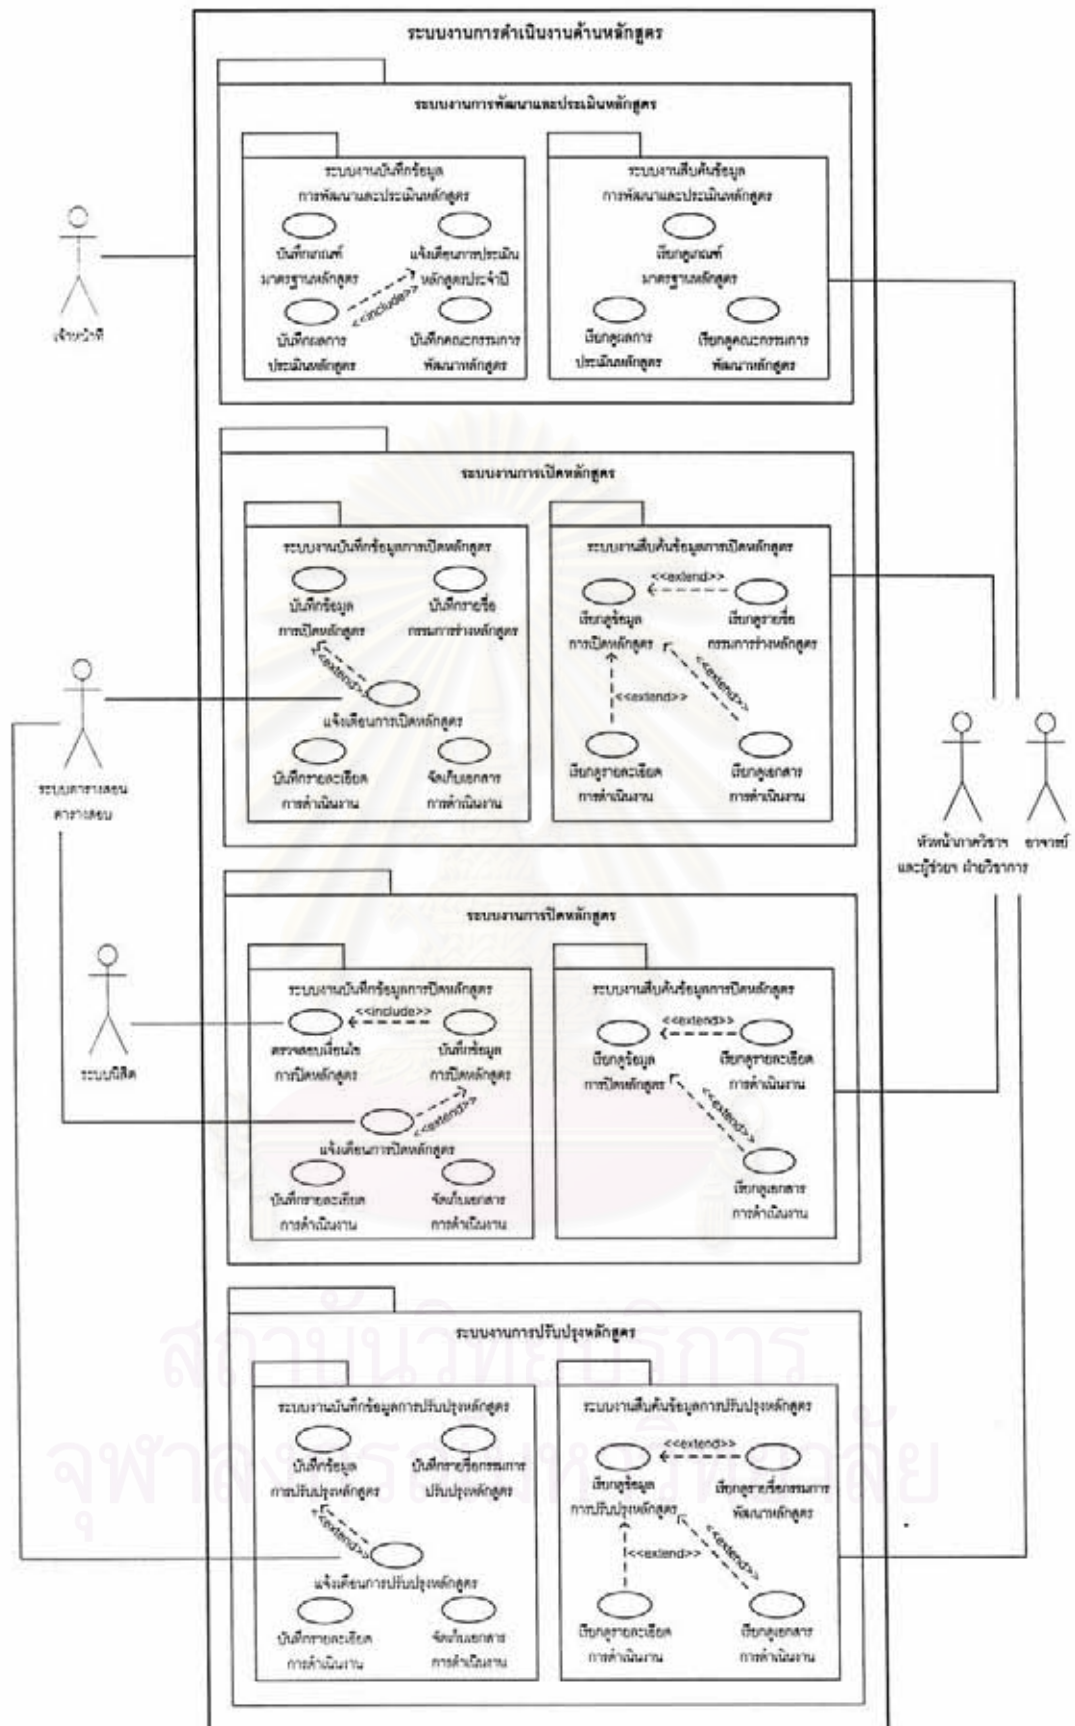 ระบบงานการดำเนินงานด้านหลักสูตร
ระบบงานการพัฒนาและประเมินหลักสูตร
ระบบงานบันทึกข้อมูล
การพัฒนาและประเมินหลักสูตร
บันทึกเกณฑ์
มาตรฐานหลักสูตร
แจ้งเตือนการประเมิน
หลักสูตรประจำปี
<<include>>
บันทึกผลการ
ประเมินหลักสูตร
บันทึกคณะกรรมการ
พัฒนาหลักสูตร
ระบบงานสืบค้นข้อมูล
การพัฒนาและประเมินหลักสูตร
เรียกดูเกณฑ์
มาตรฐานหลักสูตร
เรียกดูผลการ
ประเมินหลักสูตร
เรียกดูคณะกรรมการ
พัฒนาหลักสูตร
เจ้าหน้าที่
ระบบงานการเปิดหลักสูตร
ระบบงานบันทึกข้อมูลการเปิดหลักสูตร
บันทึกข้อมูล
การเปิดหลักสูตร
บันทึกรายชื่อ
กรรมการร่างหลักสูตร
<<extend>>
แจ้งเตือนการเปิดหลักสูตร
บันทึกรายละเอียด
การดำเนินงาน
จัดเก็บเอกสาร
การดำเนินงาน
ระบบงานสืบค้นข้อมูลการเปิดหลักสูตร
<<extend>>
เรียกดูข้อมูล
การเปิดหลักสูตร
เรียกดูรายชื่อ
กรรมการร่างหลักสูตร
<<extend>>
<<extend>>
เรียกดูรายละเอียด
การดำเนินงาน
เรียกดูเอกสาร
การดำเนินงาน
ระบบตารางสอน
ตารางสอบ
หัวหน้าภาควิชาฯ
และผู้ช่วยฯ ฝ่ายวิชาการ
อาจารย์
ระบบงานการปิดหลักสูตร
ระบบงานบันทึกข้อมูลการปิดหลักสูตร
<<include>>
ตรวจสอบเงื่อนไข
การปิดหลักสูตร
บันทึกข้อมูล
การปิดหลักสูตร
<<extend>>
แจ้งเตือนการปิดหลักสูตร
บันทึกรายละเอียด
การดำเนินงาน
จัดเก็บเอกสาร
การดำเนินงาน
ระบบงานสืบค้นข้อมูลการปิดหลักสูตร
<<extend>>
เรียกดูข้อมูล
การปิดหลักสูตร
เรียกดูรายละเอียด
การดำเนินงาน
<<extend>>
เรียกดูเอกสาร
การดำเนินงาน
ระบบนิสิต
ระบบงานการปรับปรุงหลักสูตร
ระบบงานบันทึกข้อมูลการปรับปรุงหลักสูตร
บันทึกข้อมูล
การปรับปรุงหลักสูตร
บันทึกรายชื่อกรรมการ
ปรับปรุงหลักสูตร
<<extend>>
แจ้งเตือนการปรับปรุงหลักสูตร
บันทึกรายละเอียด
การดำเนินงาน
จัดเก็บเอกสาร
การดำเนินงาน
ระบบงานสืบค้นข้อมูลการปรับปรุงหลักสูตร
<<extend>>
เรียกดูข้อมูล
การปรับปรุงหลักสูตร
เรียกดูรายชื่อกรรมการ
พัฒนาหลักสูตร
<<extend>>
<<extend>>
เรียกดูรายละเอียด
การดำเนินงาน
เรียกดูเอกสาร
การดำเนินงาน
สถาบันวิทยบริการ
จุฬาลงกรณ์มหาวิทยาลัย